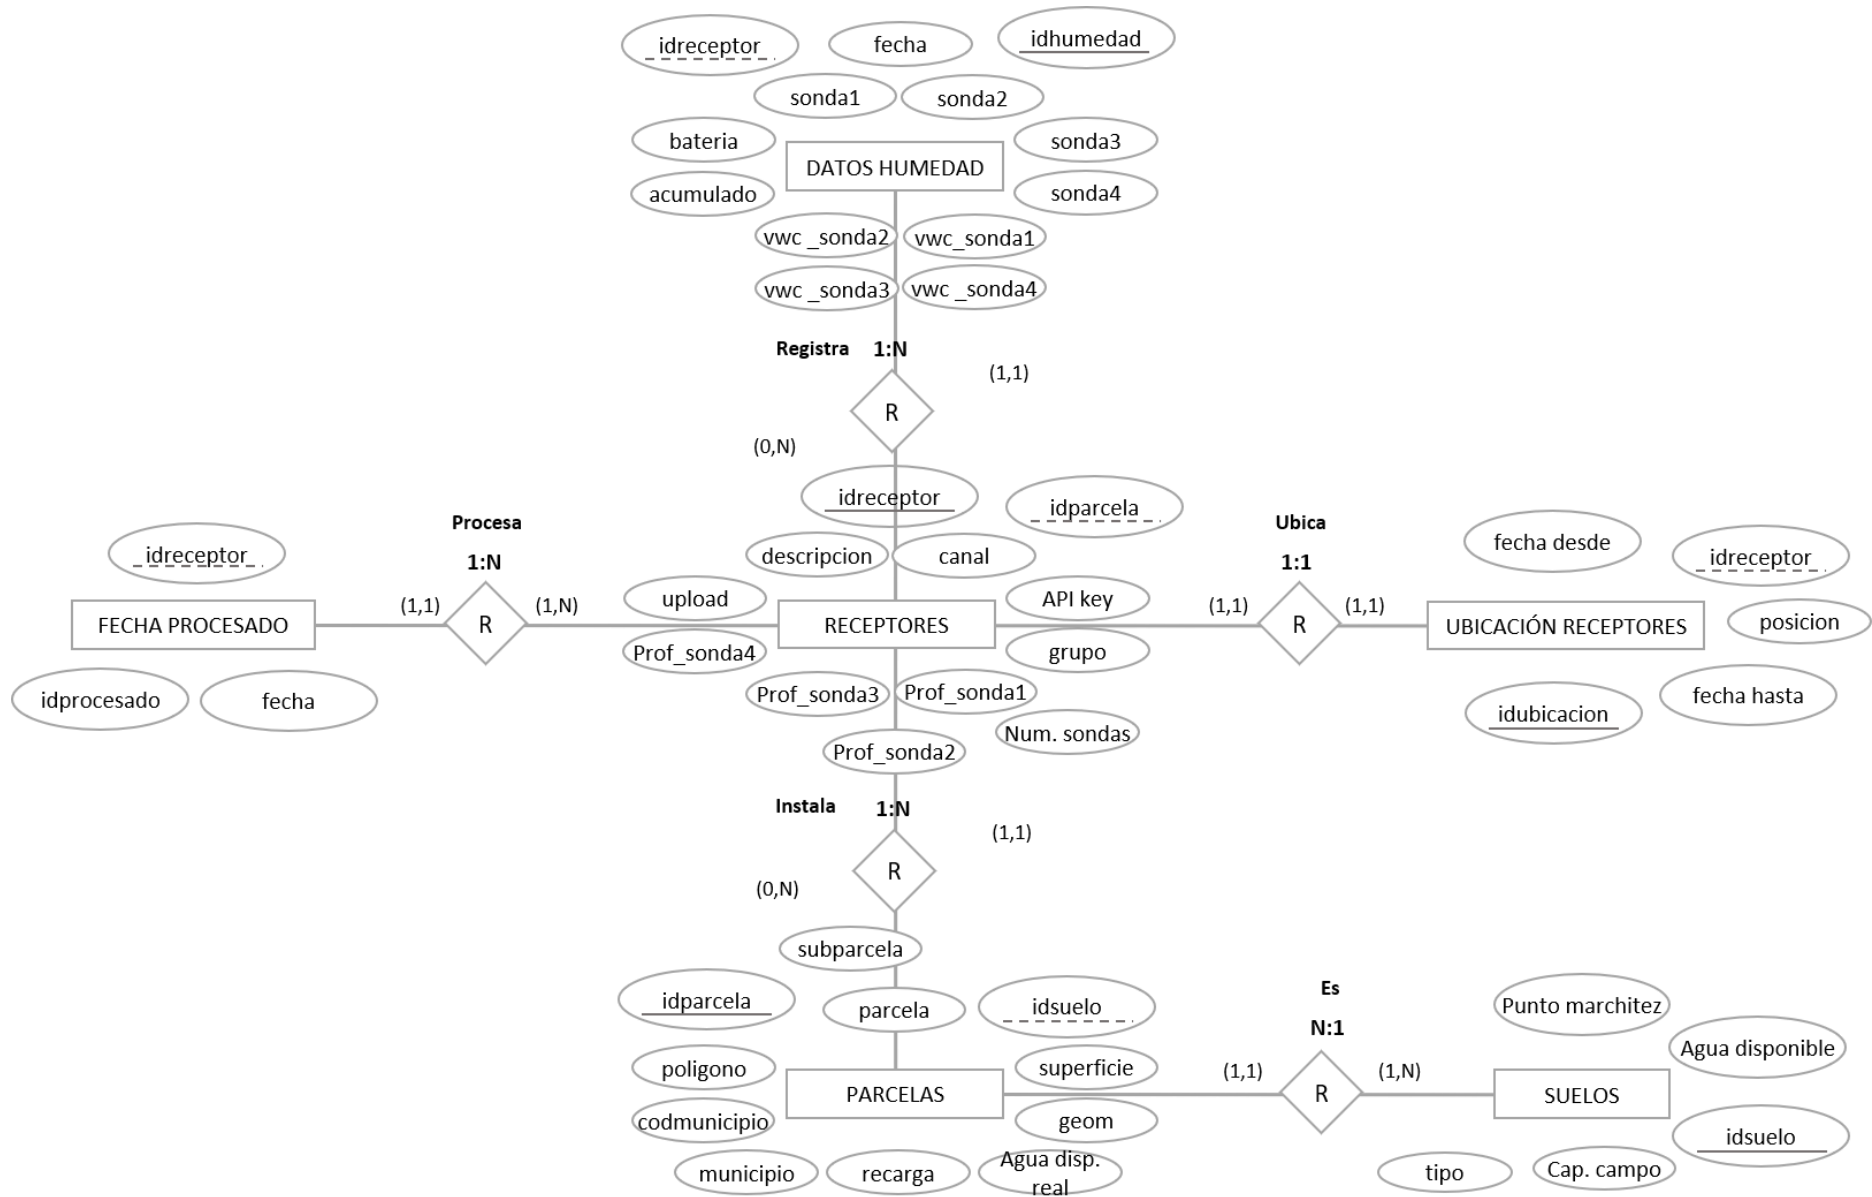 idreceptor
fecha
idhumedad
sonda1
sonda2
bateria
sonda3
DATOS HUMEDAD
acumulado
sonda4
vwc _sonda2
vwc_sonda1
vwc _sonda3
vwc _sonda4
Registra
1:N
(1,1)
R
(0,N)
idreceptor
idparcela
Procesa
1:N
Ubica
1:1
idreceptor
descripcion
canal
fecha desde
idreceptor
(1,1)
(1,N)
upload
API key
(1,1)
(1,1)
FECHA PROCESADO
R
RECEPTORES
R
UBICACIÓN RECEPTORES
posicion
Prof_sonda4
grupo
idprocesado
fecha
Prof_sonda3
Prof_sonda1
fecha hasta
idubicacion
Num. sondas
Prof_sonda2
Instala
1:N
(1,1)
R
(0,N)
subparcela
idparcela
parcela
idsuelo
Es
N:1
Punto marchitez
Agua disponible
poligono
superficie
(1,1)
(1,N)
PARCELAS
R
SUELOS
codmunicipio
geom
idsuelo
municipio
recarga
Agua disp.
real
tipo
Cap. campo